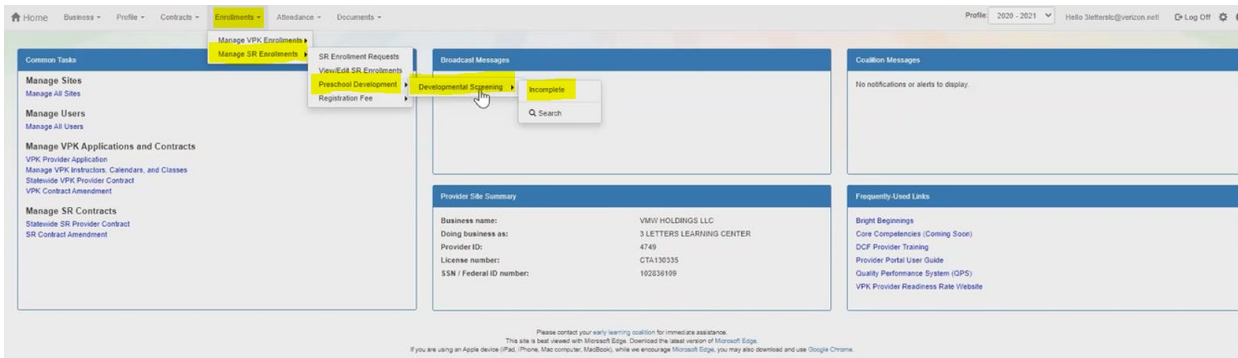 Home Business Profile Contracts Enrollments Attendance Documents Profile: 2020 - 2021 Hello 3letterslc@verizon.net! Log Off
Manage VPK Enrollments
Manage SR Enrollments
SR Enrollment Requests
View/Edit SR Enrollments
Preschool Development
Registration Fee
Developmental Screening
Incomplete
Search
Common Tasks
Manage Sites
Manage All Sites
Manage Users
Manage All Users
Manage VPK Applications and Contracts
VPK Provider Application
Manage VPK Instructors, Calendars, and Classes
Statewide VPK Provider Contract
VPK Contract Amendment
Manage SR Contracts
Statewide SR Provider Contract
SR Contract Amendment
Broadcast Messages
Coalition Messages
No notifications or alerts to display.
Provider Site Summary
Business name: VMW HOLDINGS LLC
Doing business as: 3 LETTERS LEARNING CENTER
Provider ID: 4749
License number: CTA130335
SSN / Federal ID number: 102836109
Frequently-Used Links
Bright Beginnings
Core Competencies (Coming Soon)
DCF Provider Training
Provider Portal User Guide
Quality Performance System (QPS)
VPK Provider Readiness Rate Website
Please contact your early learning coalition for immediate assistance.
This site is best viewed with Microsoft Edge. Download the latest version of Microsoft Edge.
If you are using an Apple device (iPad, iPhone, Mac computer, MacBook), while we encourage Microsoft Edge, you may also download and use Google Chrome.